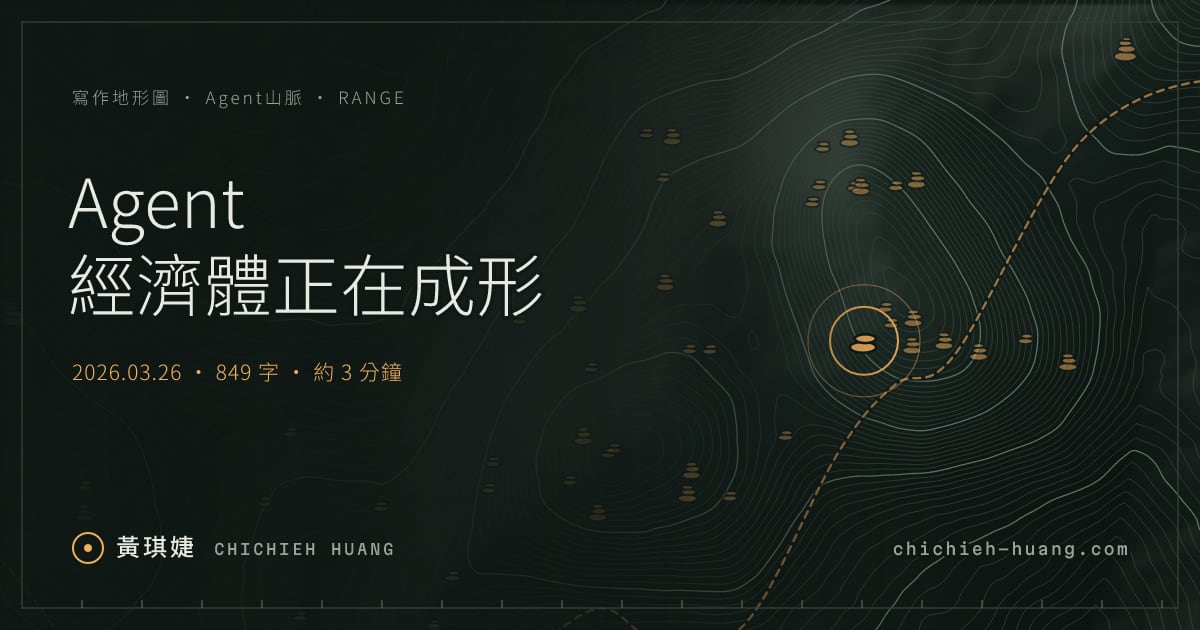 寫作地形圖 · Agent山脈 · RANGE
Agent
經濟體正在成形
2026.03.26 · 849 字 · 約 3 分鐘
黃琪婕 CHICHIEH HUANG
chichieh-huang.com